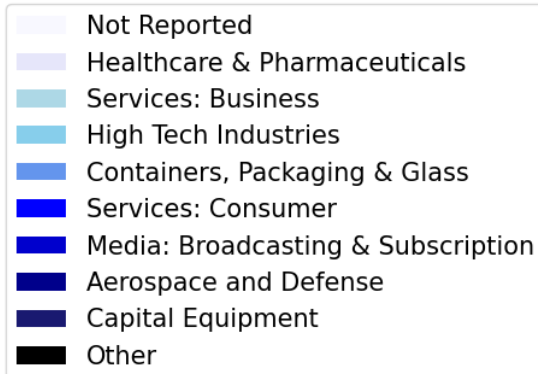 Not Reported
Healthcare & Pharmaceuticals
Services: Business
High Tech Industries
Containers, Packaging & Glass
Services: Consumer
Media: Broadcasting & Subscription
Aerospace and Defense
Capital Equipment
Other